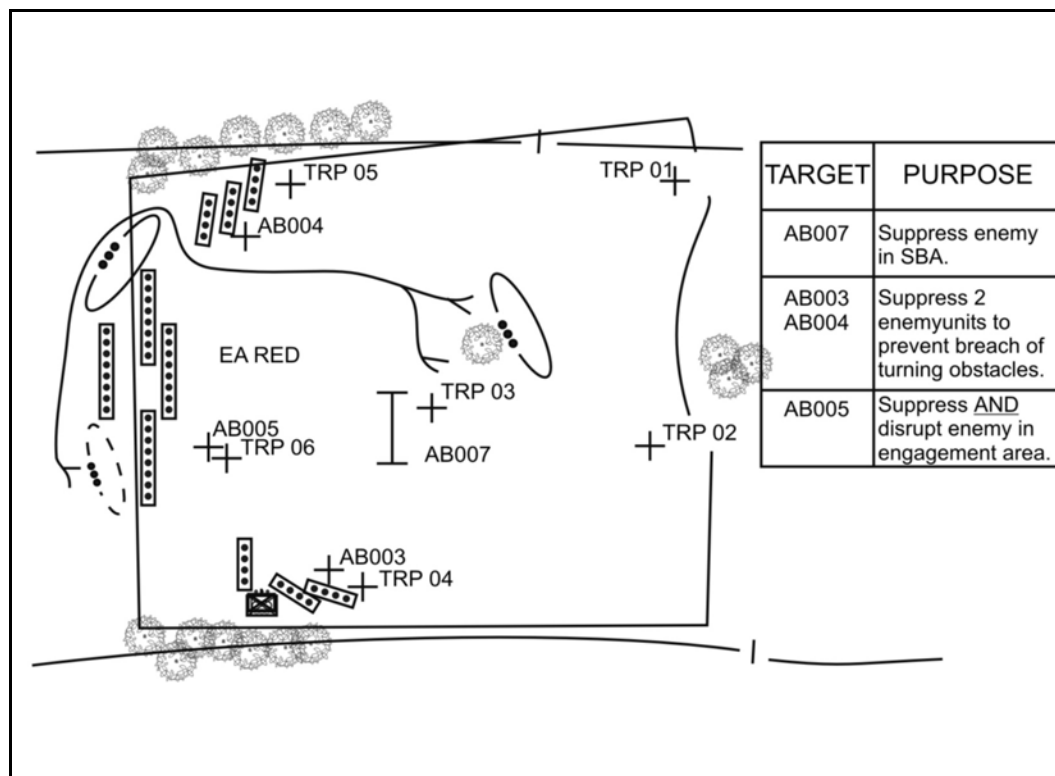 TRP 05
TRP 01
AB004
EA RED
TRP 03
AB005
TRP 06
AB007
TRP 02
AB003
TRP 04
TARGET PURPOSE
AB007 Suppress enemy
in SBA.
AB003 Suppress 2
AB004 enemyunits to
prevent breach of
turning obstacles.
AB005 Suppress AND
disrupt enemy in
engagement area.